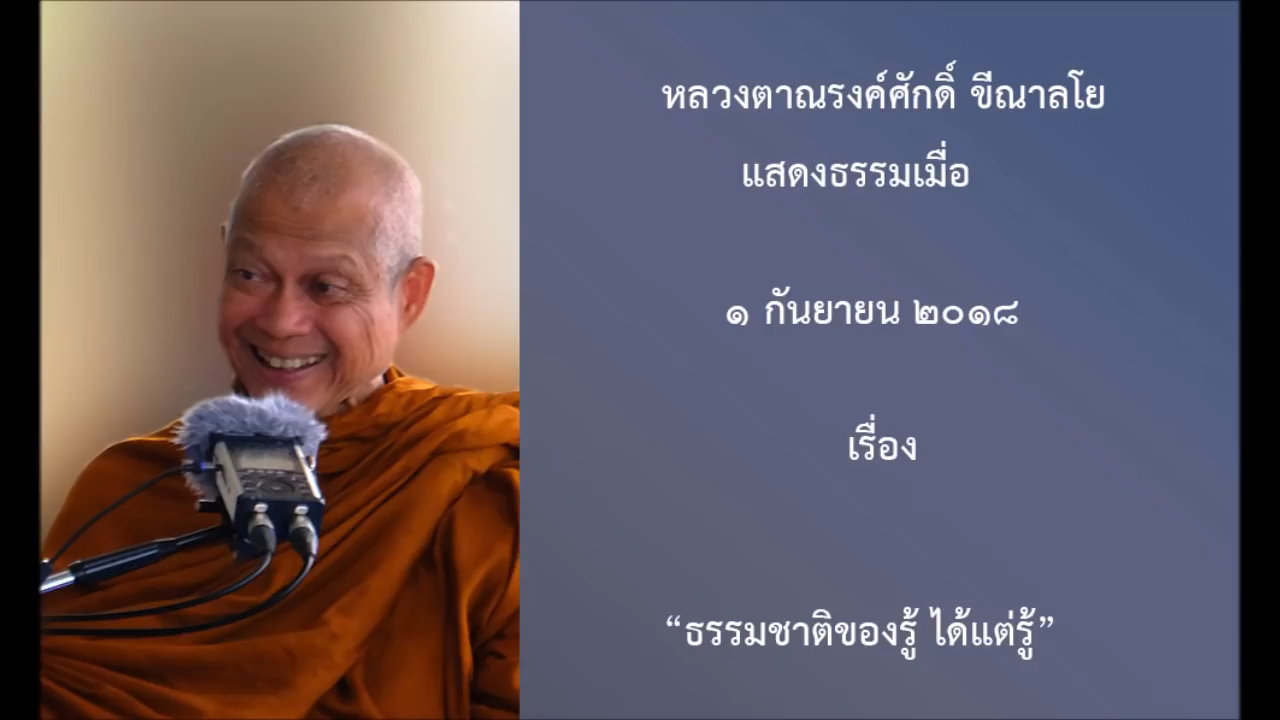 หลวงตาณรงค์ศักดิ์ ขีณาลโย
แสดงธรรมเมื่อ
๑ กันยายน ๒๐๑๘
เรื่อง
“ธรรมชาติของรู้ ได้แต่รู้”